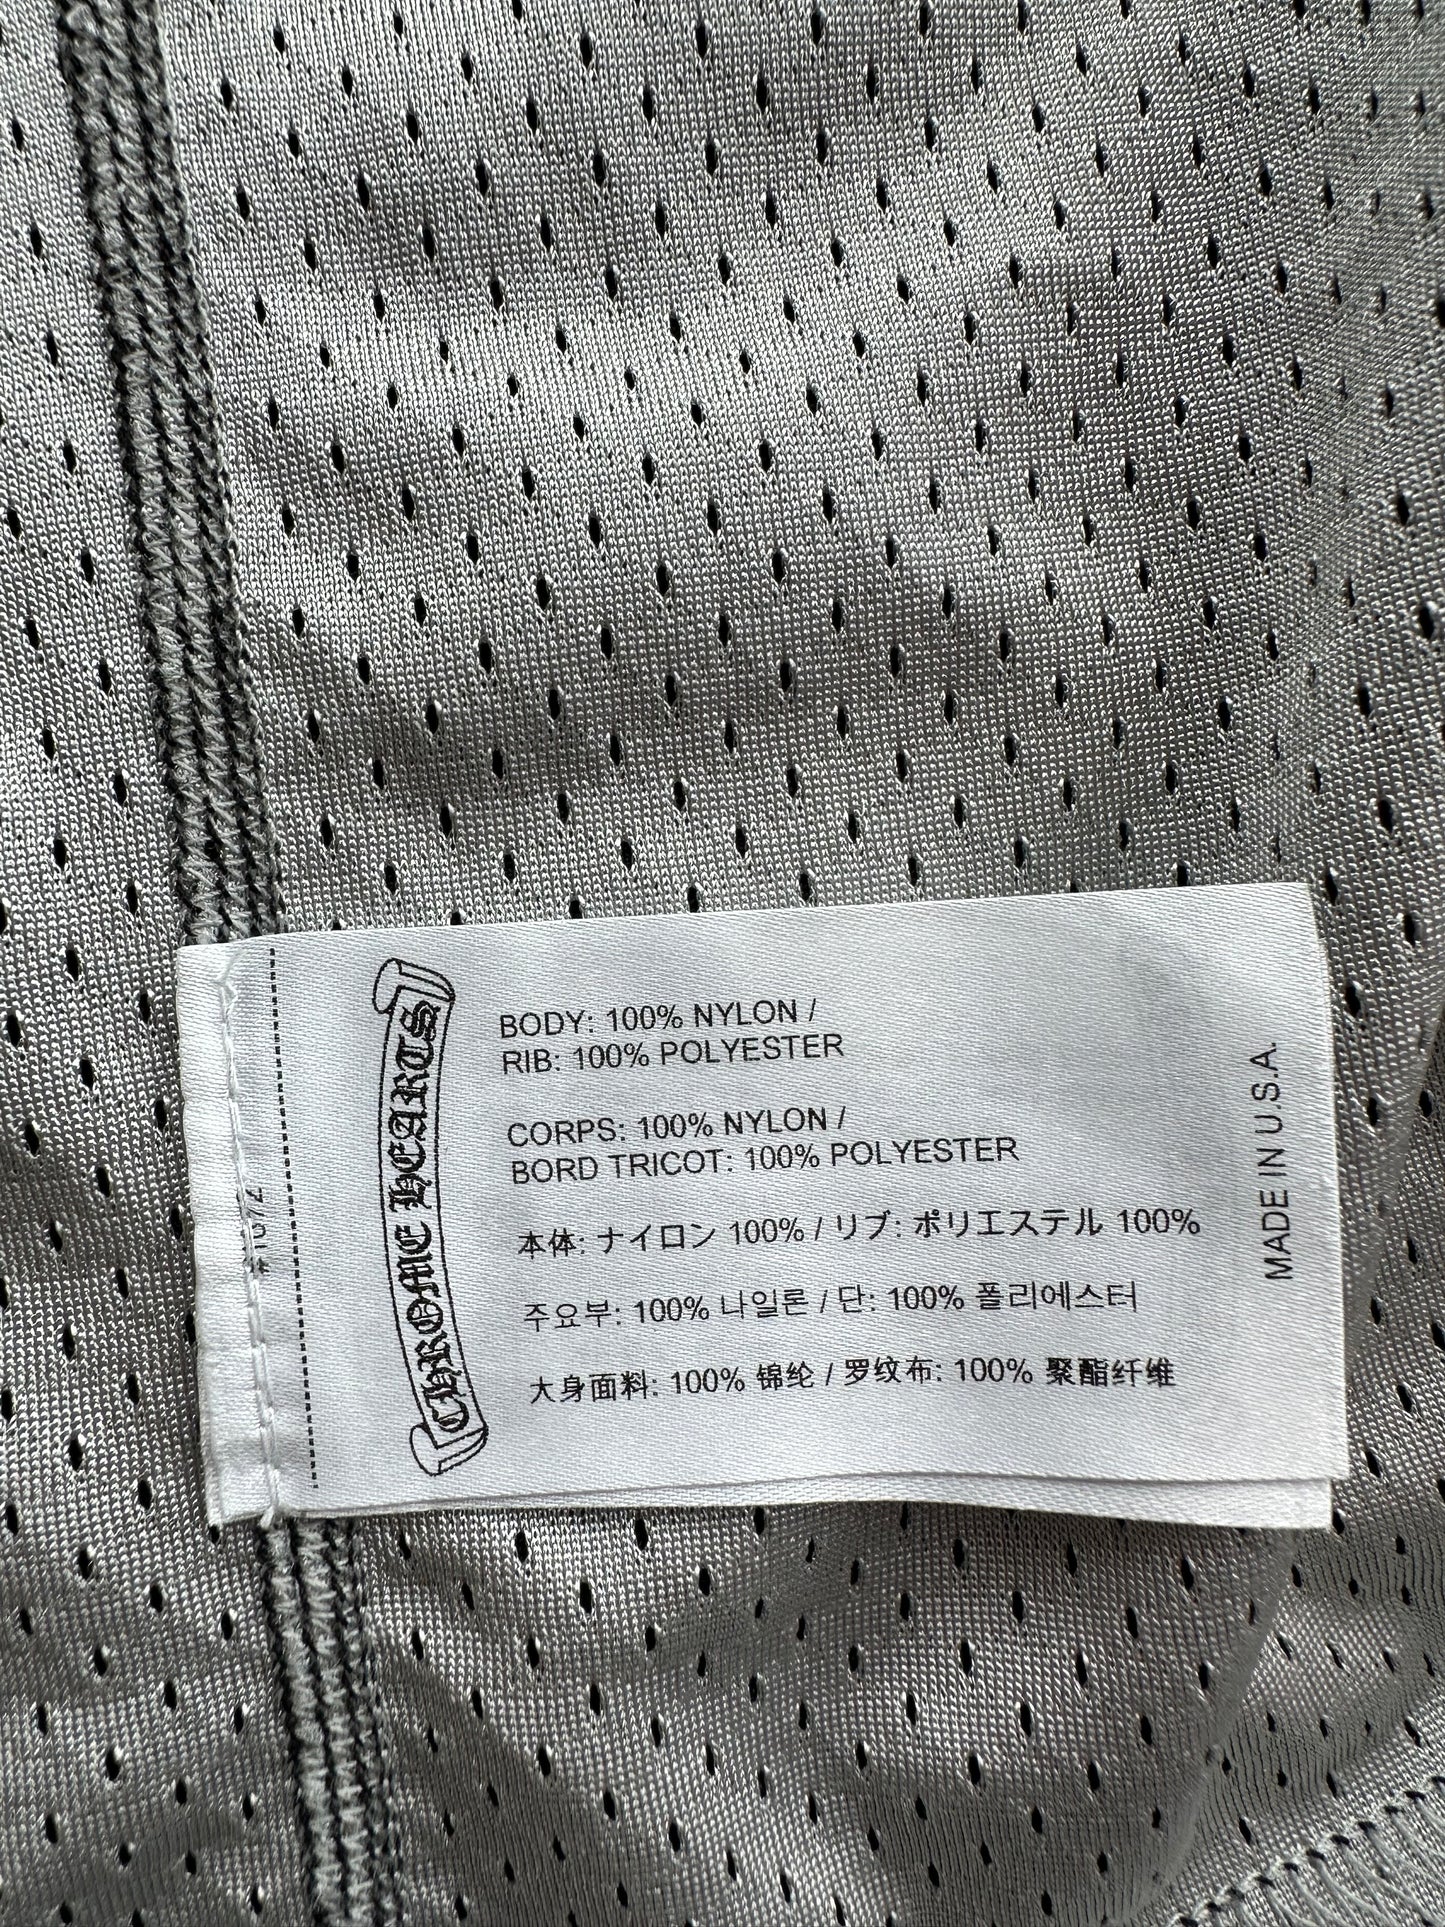 CHROME HEARTS
BODY: 100% NYLON /
RIB: 100% POLYESTER
CORPS: 100% NYLON /
BORD TRICOT: 100% POLYESTER
本体: ナイロン 100% / リブ: ポリエステル 100%
주요부: 100% 나일론 / 단: 100% 폴리에스터
大身面料: 100% 锦纶 / 罗纹布: 100% 聚酯纤维
MADE IN U.S.A.